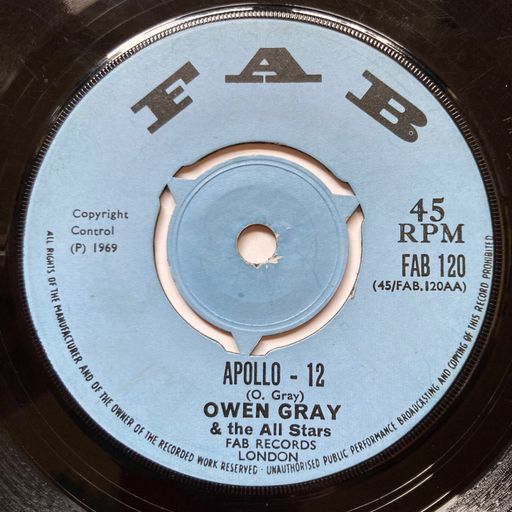 FAB
Copyright
Control
(P) 1969
45
RPM
FAB 120
(45/FAB.120AA)
APOLLO - 12
(O. Gray)
OWEN GRAY
& the All Stars
FAB RECORDS
LONDON
ALL RIGHTS OF THE MANUFACTURER AND OF THE OWNER OF THE RECORDED WORK RESERVED - UNAUTHORISED PUBLIC PERFORMANCE BROADCASTING AND COPYING OF THIS RECORD PROHIBITED